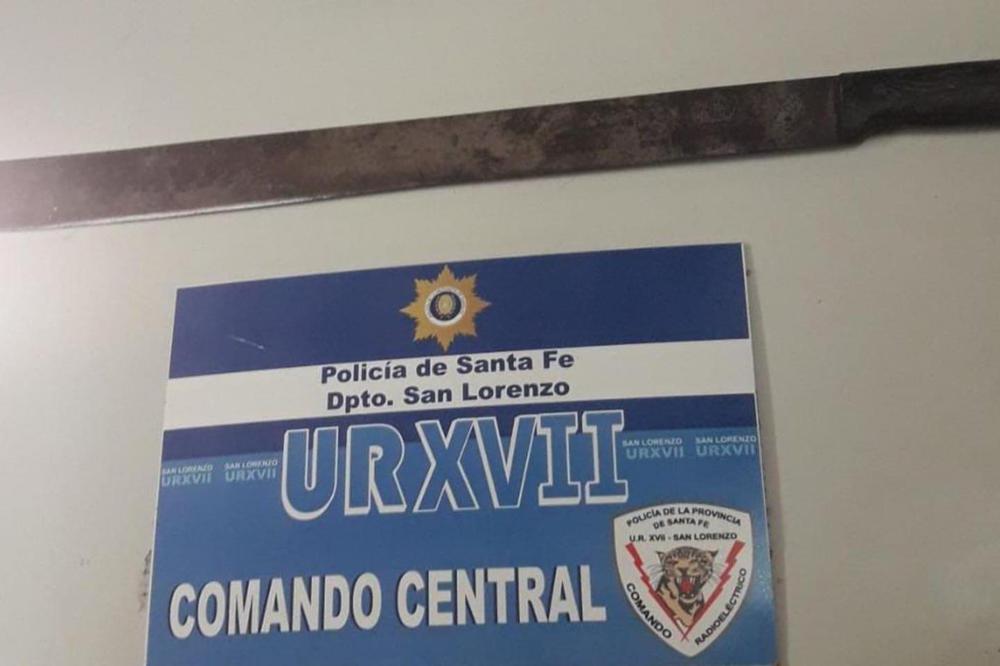 Policía de Santa Fe
Dpto. San Lorenzo
URXVII
SAN LORENZO
URXVII
SAN LORENZO
URXVII
SAN LORENZO
URXVII
SAN LORENZO
URXVII
COMANDO CENTRAL
POLICÍA DE LA PROVINCIA
DE SANTA FE
U.R. XVII - SAN LORENZO
COMANDO
RADIOELÉCTRICO